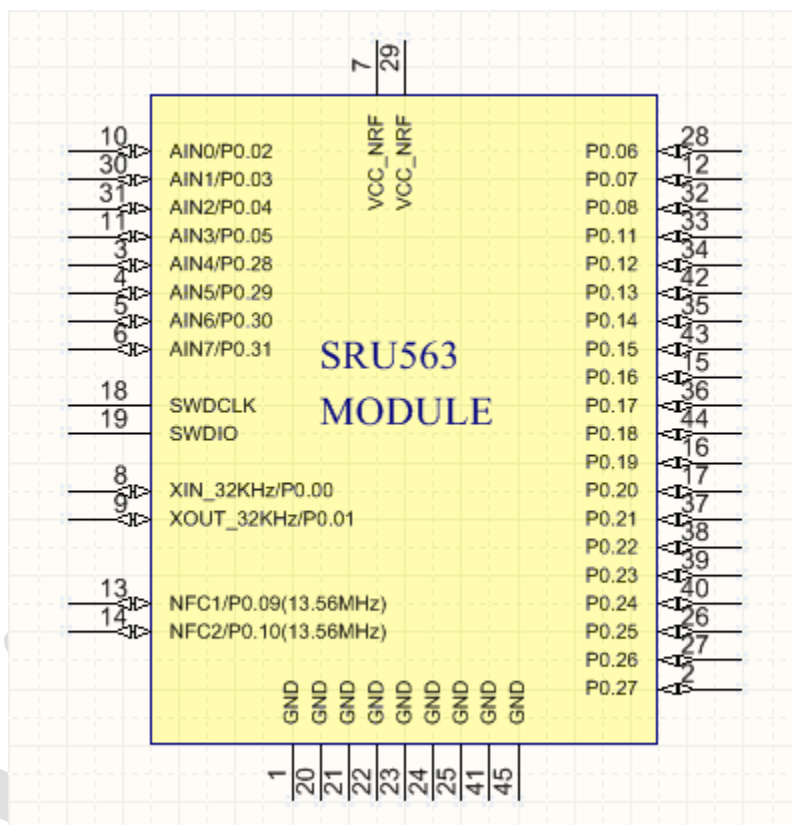 7 29
VCC_NRF VCC_NRF
10 AIN0/P0.02 P0.06 28
30 AIN1/P0.03 P0.07 12
31 AIN2/P0.04 P0.08 32
11 AIN3/P0.05 P0.11 33
3 AIN4/P0.28 P0.12 34
4 AIN5/P0.29 P0.13 42
5 AIN6/P0.30 P0.14 35
6 AIN7/P0.31 P0.15 43
SRU563
P0.16 15
18 SWDCLK P0.17 36
MODULE
19 SWDIO P0.18 44
P0.19 16
8 XIN_32KHz/P0.00 P0.20 17
9 XOUT_32KHz/P0.01 P0.21 37
P0.22 38
P0.23 39
13 NFC1/P0.09(13.56MHz) P0.24 40
14 NFC2/P0.10(13.56MHz) P0.25 26
P0.26 27
P0.27 2
GND GND GND GND GND GND GND GND GND
1 20 21 22 23 24 25 41 45